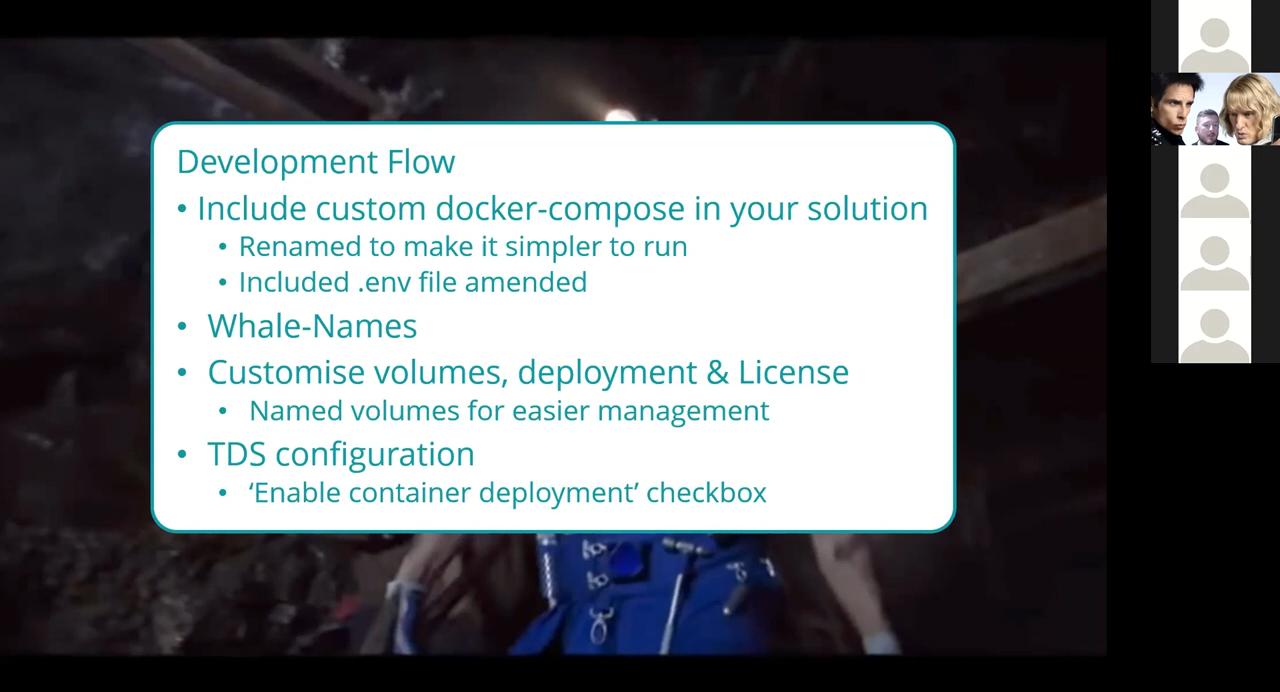 Development Flow
• Include custom docker-compose in your solution
• Renamed to make it simpler to run
• Included .env file amended
• Whale-Names
• Customise volumes, deployment & License
• Named volumes for easier management
• TDS configuration
• ‘Enable container deployment’ checkbox